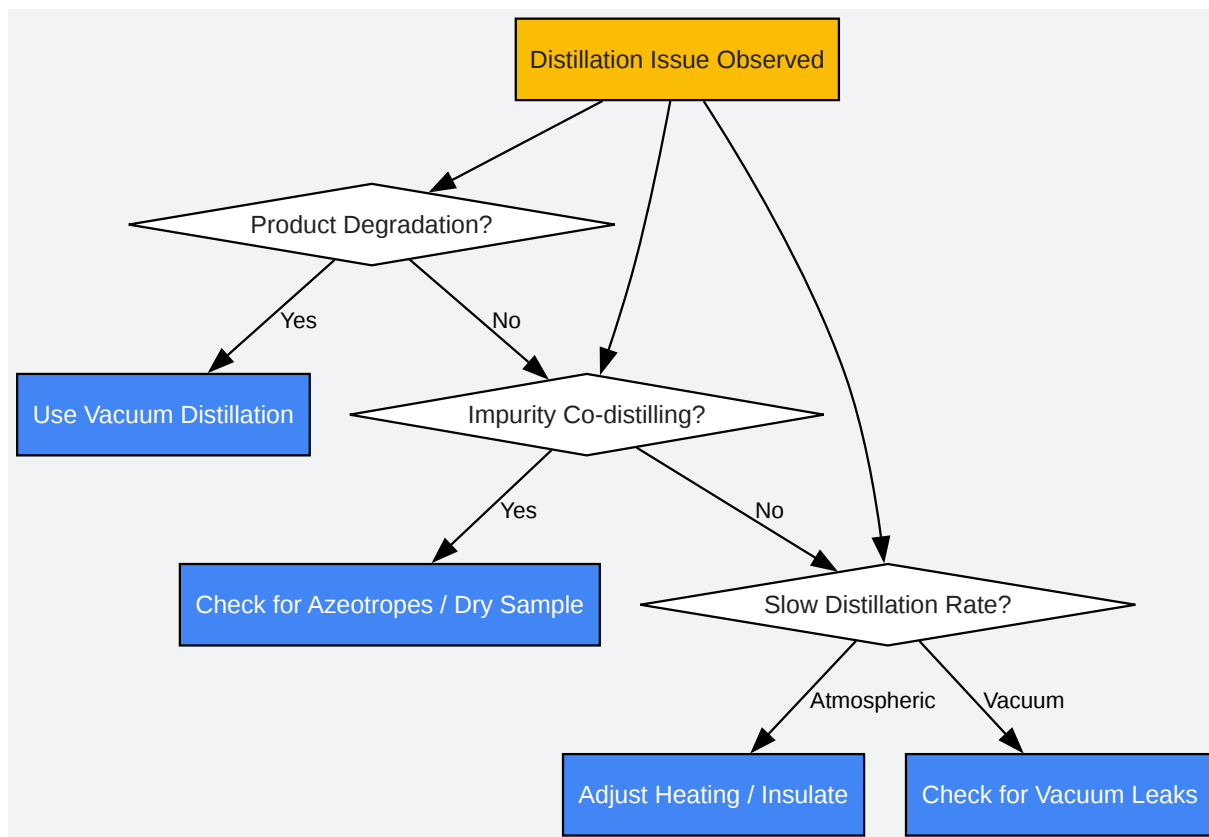 Distillation Issue Observed
Product Degradation?
Yes
No
Use Vacuum Distillation
Impurity Co-distilling?
Yes
No
Check for Azeotropes / Dry Sample
Slow Distillation Rate?
Atmospheric
Vacuum
Adjust Heating / Insulate
Check for Vacuum Leaks